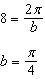 8 = 2π/b
b = π/4